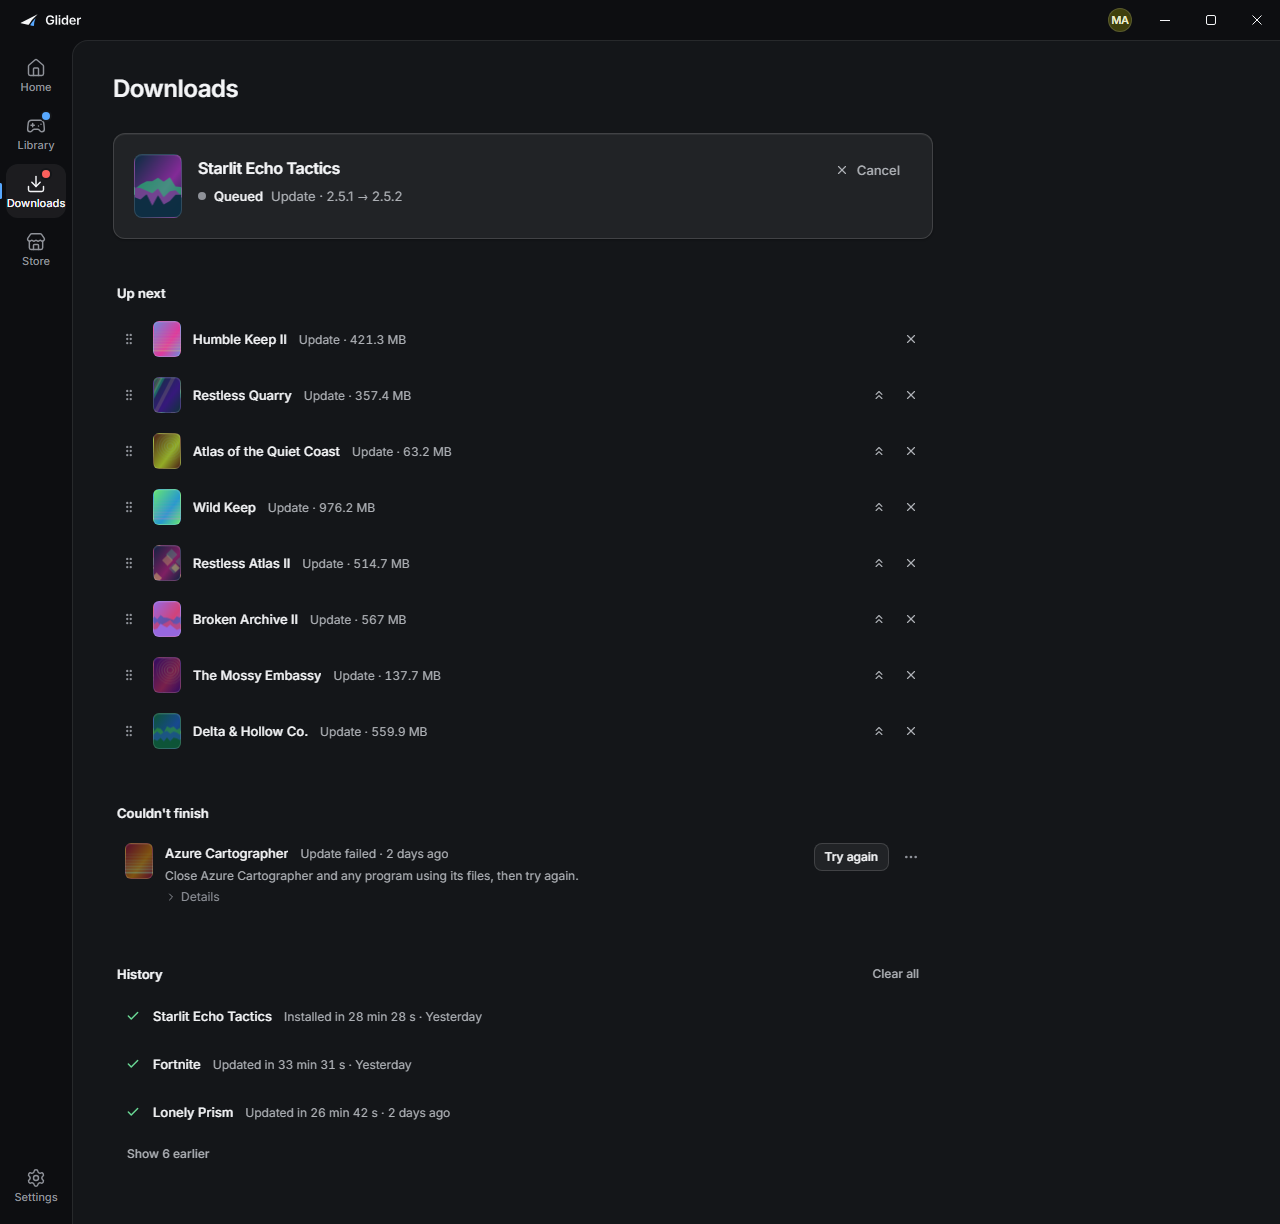 Glider
MA
Home
Library
Downloads
Store
Settings
Downloads
Starlit Echo Tactics
Queued Update · 2.5.1 → 2.5.2
Cancel
Up next
Humble Keep II Update · 421.3 MB
Restless Quarry Update · 357.4 MB
Atlas of the Quiet Coast Update · 63.2 MB
Wild Keep Update · 976.2 MB
Restless Atlas II Update · 514.7 MB
Broken Archive II Update · 567 MB
The Mossy Embassy Update · 137.7 MB
Delta & Hollow Co. Update · 559.9 MB
Couldn't finish
Azure Cartographer Update failed · 2 days ago
Close Azure Cartographer and any program using its files, then try again.
Details
Try again
History
Clear all
Starlit Echo Tactics Installed in 28 min 28 s · Yesterday
Fortnite Updated in 33 min 31 s · Yesterday
Lonely Prism Updated in 26 min 42 s · 2 days ago
Show 6 earlier